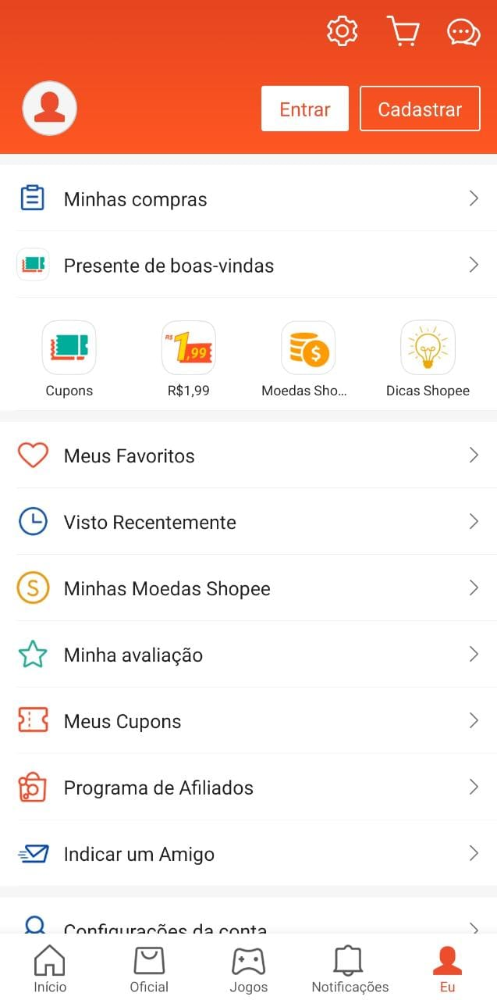 Entrar
Cadastrar
Minhas compras
Presente de boas-vindas
R$ 1,99
$
Cupons
R$1,99
Moedas Sho...
Dicas Shopee
Meus Favoritos
Visto Recentemente
S
Minhas Moedas Shopee
Minha avaliação
Meus Cupons
Programa de Afiliados
Indicar um Amigo
Configurações da conta
Início
Oficial
Jogos
Notificações
Eu